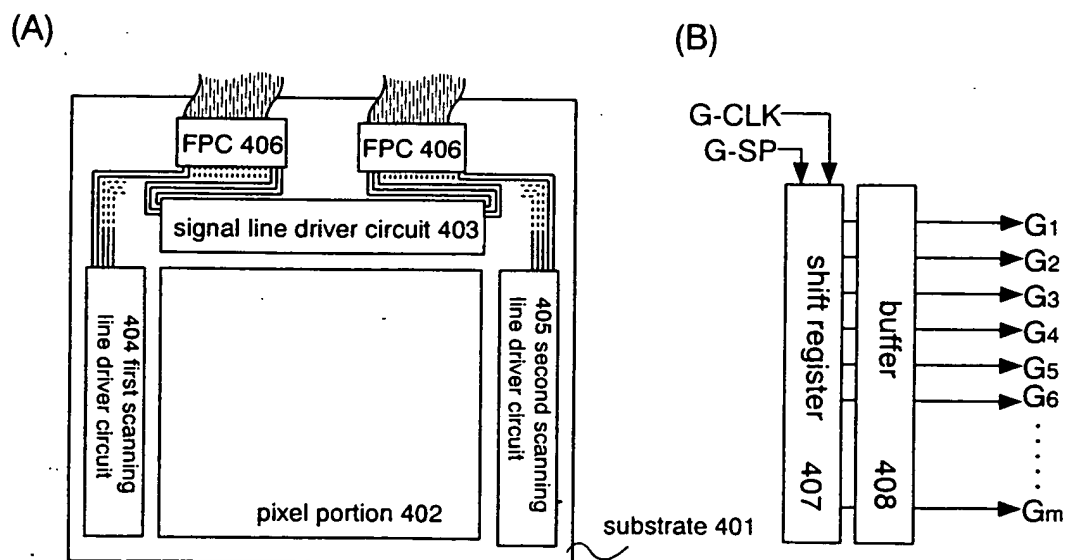 (A)
FPC 406
FPC 406
signal line driver circuit 403
404 first scanning
line driver circuit
405 second scanning
line driver circuit
pixel portion 402
substrate 401
(B)
G-CLK
G-SP
shift register 407
buffer 408
G1
G2
G3
G4
G5
G6
Gm